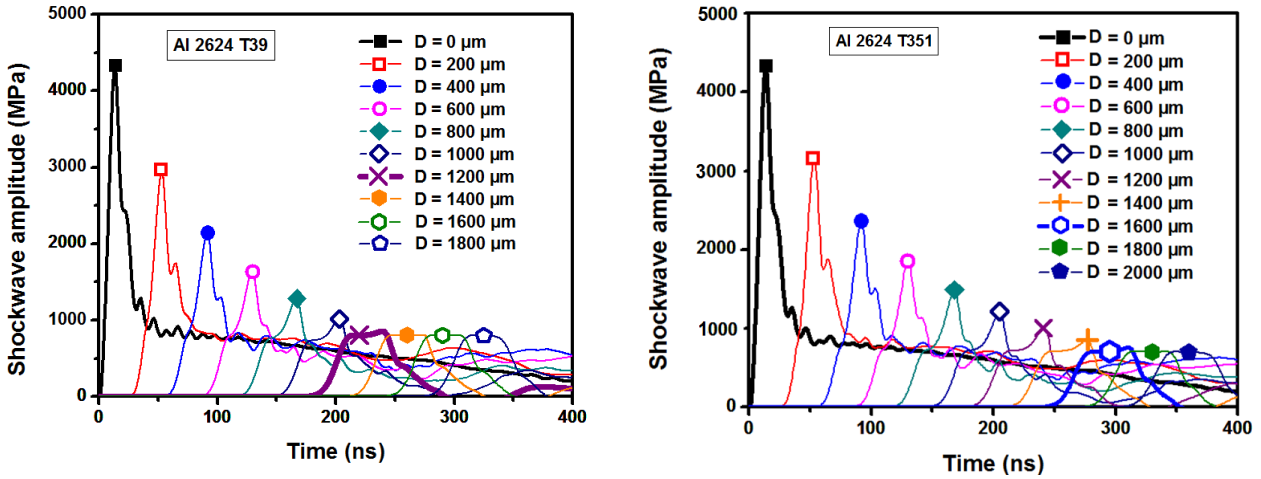 Al 2624 T39
Shockwave amplitude (MPa)
5000
4000
3000
2000
1000
0
D = 0 µm
D = 200 µm
D = 400 µm
D = 600 µm
D = 800 µm
D = 1000 µm
D = 1200 µm
D = 1400 µm
D = 1600 µm
D = 1800 µm
0 100 200 300 400
Time (ns)
Al 2624 T351
Shockwave amplitude (MPa)
5000
4000
3000
2000
1000
0
D = 0 µm
D = 200 µm
D = 400 µm
D = 600 µm
D = 800 µm
D = 1000 µm
D = 1200 µm
D = 1400 µm
D = 1600 µm
D = 1800 µm
D = 2000 µm
0 100 200 300 400
Time (ns)